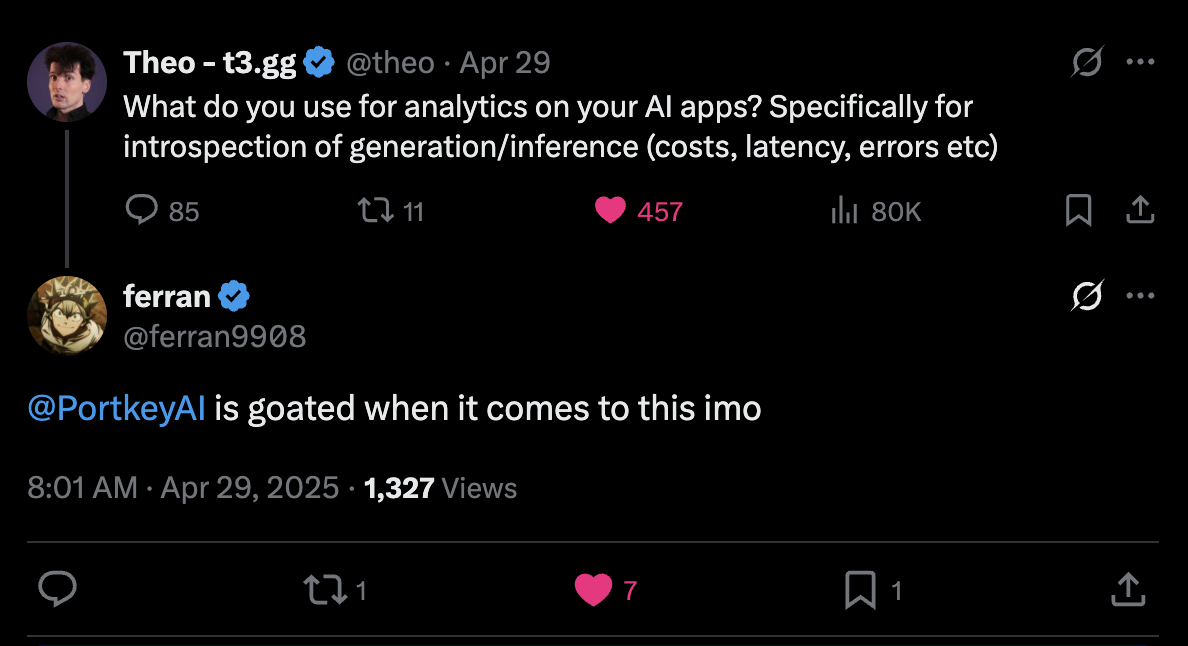 Theo - t3.gg @theo · Apr 29
What do you use for analytics on your AI apps? Specifically for
introspection of generation/inference (costs, latency, errors etc)
85 11 457 80K
ferran
@ferran9908
@PortkeyAI is goated when it comes to this imo
8:01 AM · Apr 29, 2025 · 1,327 Views
1 7 1